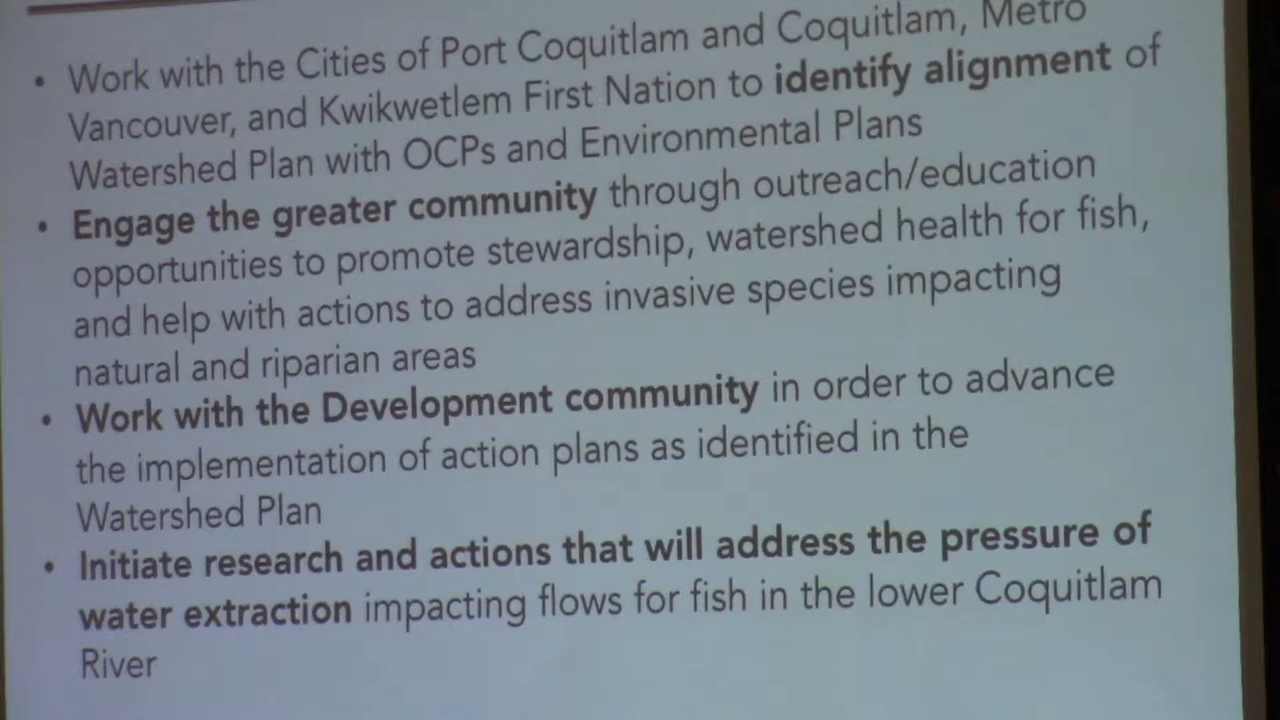 • Work with the Cities of Port Coquitlam and Coquitlam, Metro
Vancouver, and Kwikwetlem First Nation to identify alignment of
Watershed Plan with OCPs and Environmental Plans
• Engage the greater community through outreach/education
opportunities to promote stewardship, watershed health for fish,
and help with actions to address invasive species impacting
natural and riparian areas
• Work with the Development community in order to advance
the implementation of action plans as identified in the
Watershed Plan
• Initiate research and actions that will address the pressure of
water extraction impacting flows for fish in the lower Coquitlam
River